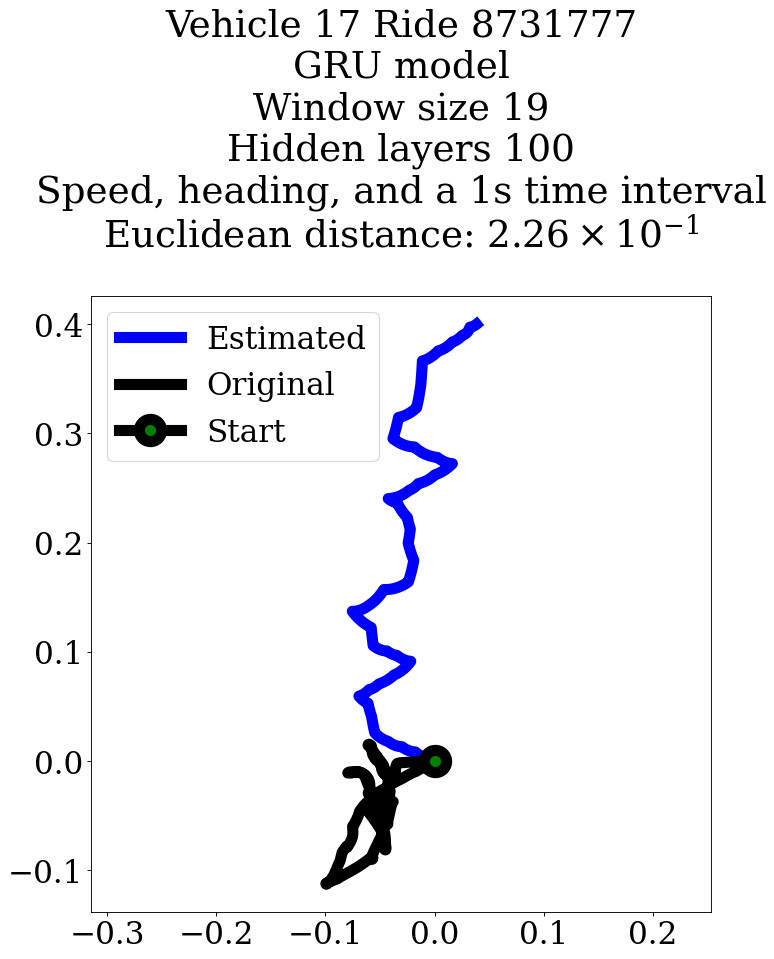 Vehicle 17 Ride 8731777
GRU model
Window size 19
Hidden layers 100
Speed, heading, and a 1s time interval
Euclidean distance: 2.26 × 10⁻¹
Estimated
Original
Start
0.4
0.3
0.2
0.1
0.0
−0.1
−0.3 −0.2 −0.1 0.0 0.1 0.2